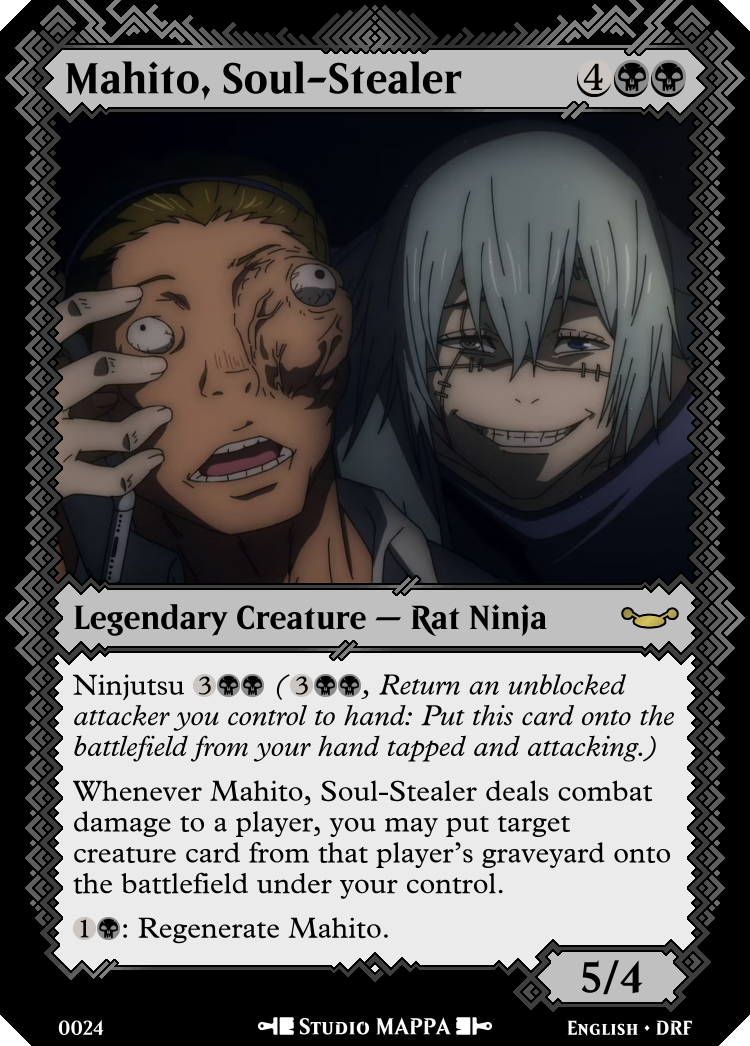 Mahito, Soul-Stealer 4
Legendary Creature — Rat Ninja
Ninjutsu 3 (3, Return an unblocked
attacker you control to hand: Put this card onto the
battlefield from your hand tapped and attacking.)
Whenever Mahito, Soul-Stealer deals combat
damage to a player, you may put target
creature card from that player's graveyard onto
the battlefield under your control.
1: Regenerate Mahito.
5/4
0024 Studio MAPPA English • DRF